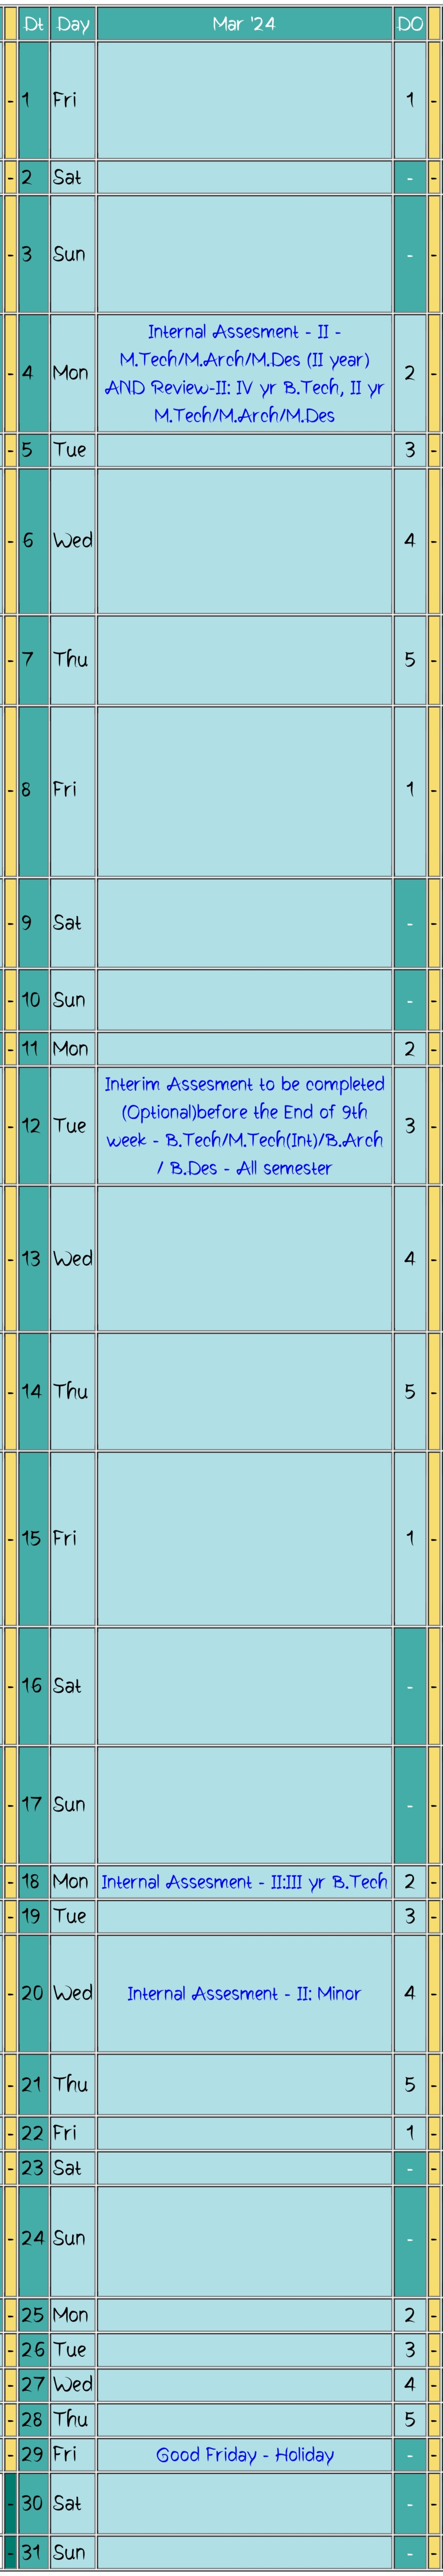 Dt Day Mar '24 DO
- 1 Fri 1 -
- 2 Sat - -
- 3 Sun - -
Internal Assesment - II -
M.Tech/M.Arch/M.Des (II year)
- 4 Mon AND Review-II: IV yr B.Tech, II yr 2 -
M.Tech/M.Arch/M.Des
- 5 Tue 3 -
- 6 Wed 4 -
- 7 Thu 5 -
- 8 Fri 1 -
- 9 Sat - -
- 10 Sun - -
- 11 Mon 2 -
Interim Assesment to be completed
(Optional)before the End of 9th
- 12 Tue week - B.Tech/M.Tech(Int)/B.Arch 3 -
/ B.Des - All semester
- 13 Wed 4 -
- 14 Thu 5 -
- 15 Fri 1 -
- 16 Sat - -
- 17 Sun - -
- 18 Mon Internal Assesment - II:III yr B.Tech 2 -
- 19 Tue 3 -
- 20 Wed Internal Assesment - II: Minor 4 -
- 21 Thu 5 -
- 22 Fri 1 -
- 23 Sat - -
- 24 Sun - -
- 25 Mon 2 -
- 26 Tue 3 -
- 27 Wed 4 -
- 28 Thu 5 -
- 29 Fri Good Friday - Holiday - -
- 30 Sat - -
- 31 Sun - -